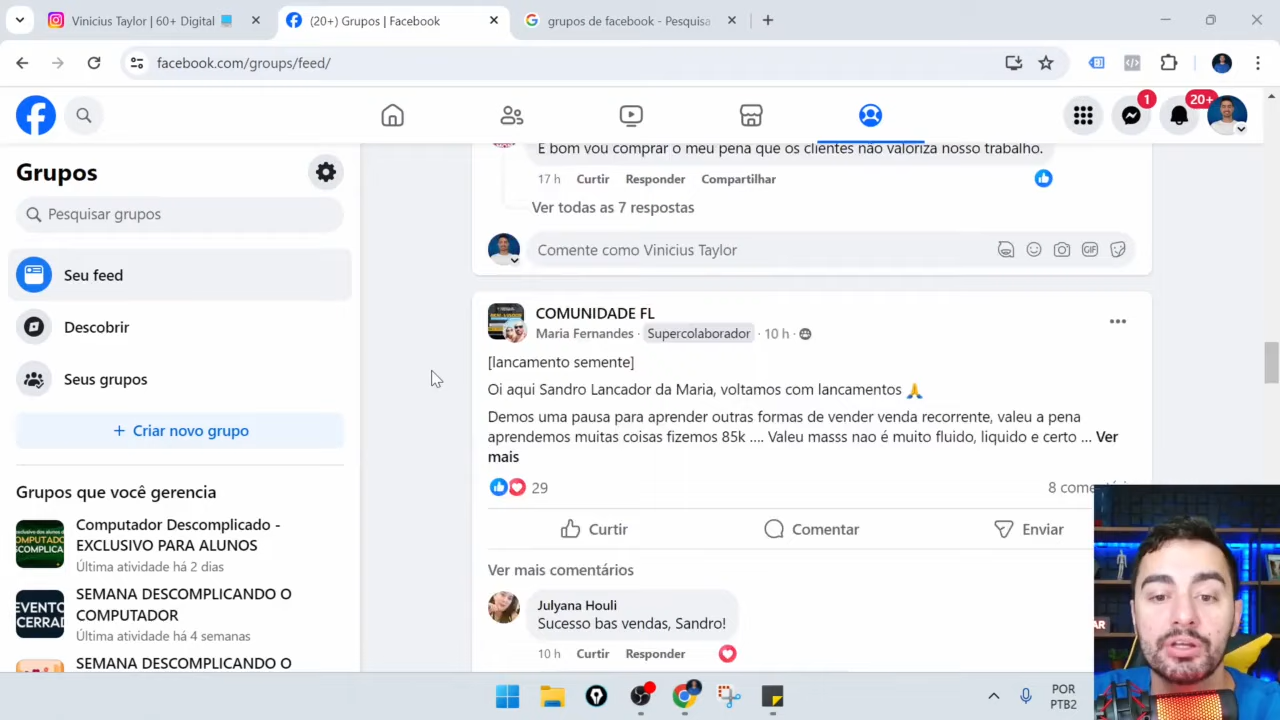 Vinicius Taylor | 60+ Digital
(20+) Grupos | Facebook
grupos de facebook - Pesquisa
facebook.com/groups/feed/
1
20+
Grupos
Pesquisar grupos
Seu feed
Descobrir
Seus grupos
+ Criar novo grupo
Grupos que você gerencia
Computador Descomplicado -
EXCLUSIVO PARA ALUNOS
Última atividade há 2 dias
SEMANA DESCOMPLICANDO O
COMPUTADOR
Última atividade há 4 semanas
SEMANA DESCOMPLICANDO O
E bom vou comprar o meu pena que os clientes não valoriza nosso trabalho.
17 h Curtir Responder Compartilhar
Ver todas as 7 respostas
Comente como Vinicius Taylor
GIF
COMUNIDADE FL
Maria Fernandes · Supercolaborador · 10 h ·
[lancamento semente]
Oi aqui Sandro Lancador da Maria, voltamos com lancamentos 🙏
Demos uma pausa para aprender outras formas de vender venda recorrente, valeu a pena
aprendemos muitas coisas fizemos 85k .... Valeu masss nao é muito fluido, liquido e certo ... Ver
mais
29
8 come
Curtir Comentar Enviar
Ver mais comentários
Julyana Houli
Sucesso bas vendas, Sandro!
10 h Curtir Responder
AR
POR
PTB2